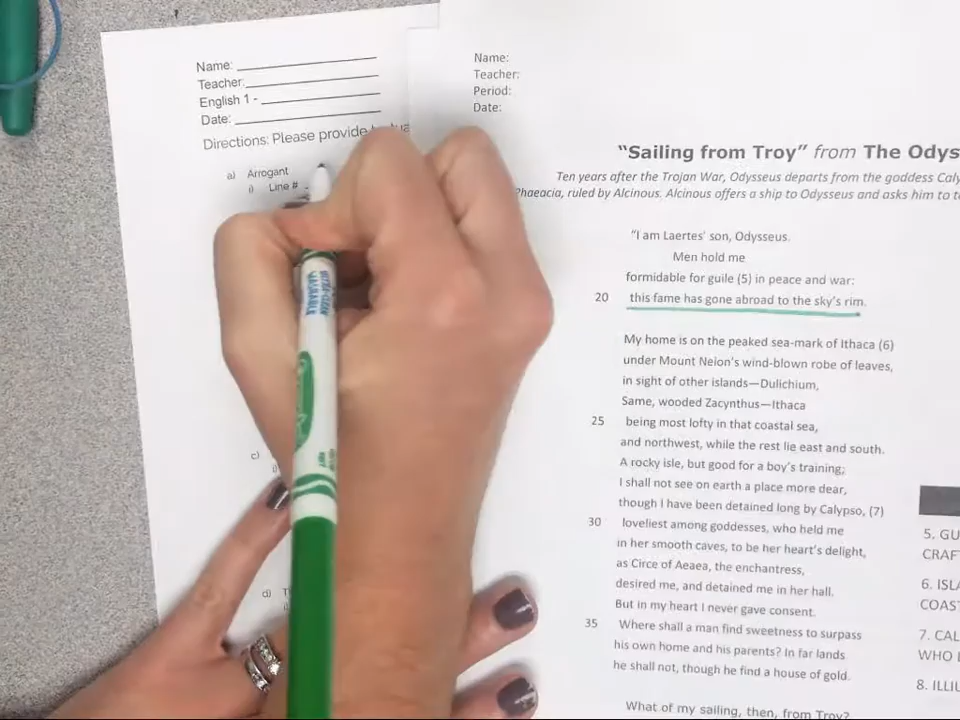 Name:
Teacher:
English 1 -
Date:
Directions: Please provide
a) Arrogant
i) Line #
c)
d)
Name:
Teacher:
Period:
Date:
"Sailing from Troy" from The Odys
Ten years after the Trojan War, Odysseus departs from the goddess Caly
Phaeacia, ruled by Alcinous. Alcinous offers a ship to Odysseus and asks him to te
"I am Laertes' son, Odysseus.
Men hold me
formidable for guile (5) in peace and war:
20 this fame has gone abroad to the sky's rim.
My home is on the peaked sea-mark of Ithaca (6)
under Mount Neion's wind-blown robe of leaves,
in sight of other islands—Dulichium,
Same, wooded Zacynthus—Ithaca
25 being most lofty in that coastal sea,
and northwest, while the rest lie east and south.
A rocky isle, but good for a boy's training;
I shall not see on earth a place more dear,
though I have been detained long by Calypso, (7)
30 loveliest among goddesses, who held me
in her smooth caves, to be her heart's delight,
as Circe of Aeaea, the enchantress,
desired me, and detained me in her hall.
But in my heart I never gave consent.
35 Where shall a man find sweetness to surpass
his own home and his parents? In far lands
he shall not, though he find a house of gold.
What of my sailing, then, from Troy?
5. GU
CRAF
6. ISL
COAST
7. CAL
WHO
8. ILLIU
ULTRA-CLEAN
WASHABLE